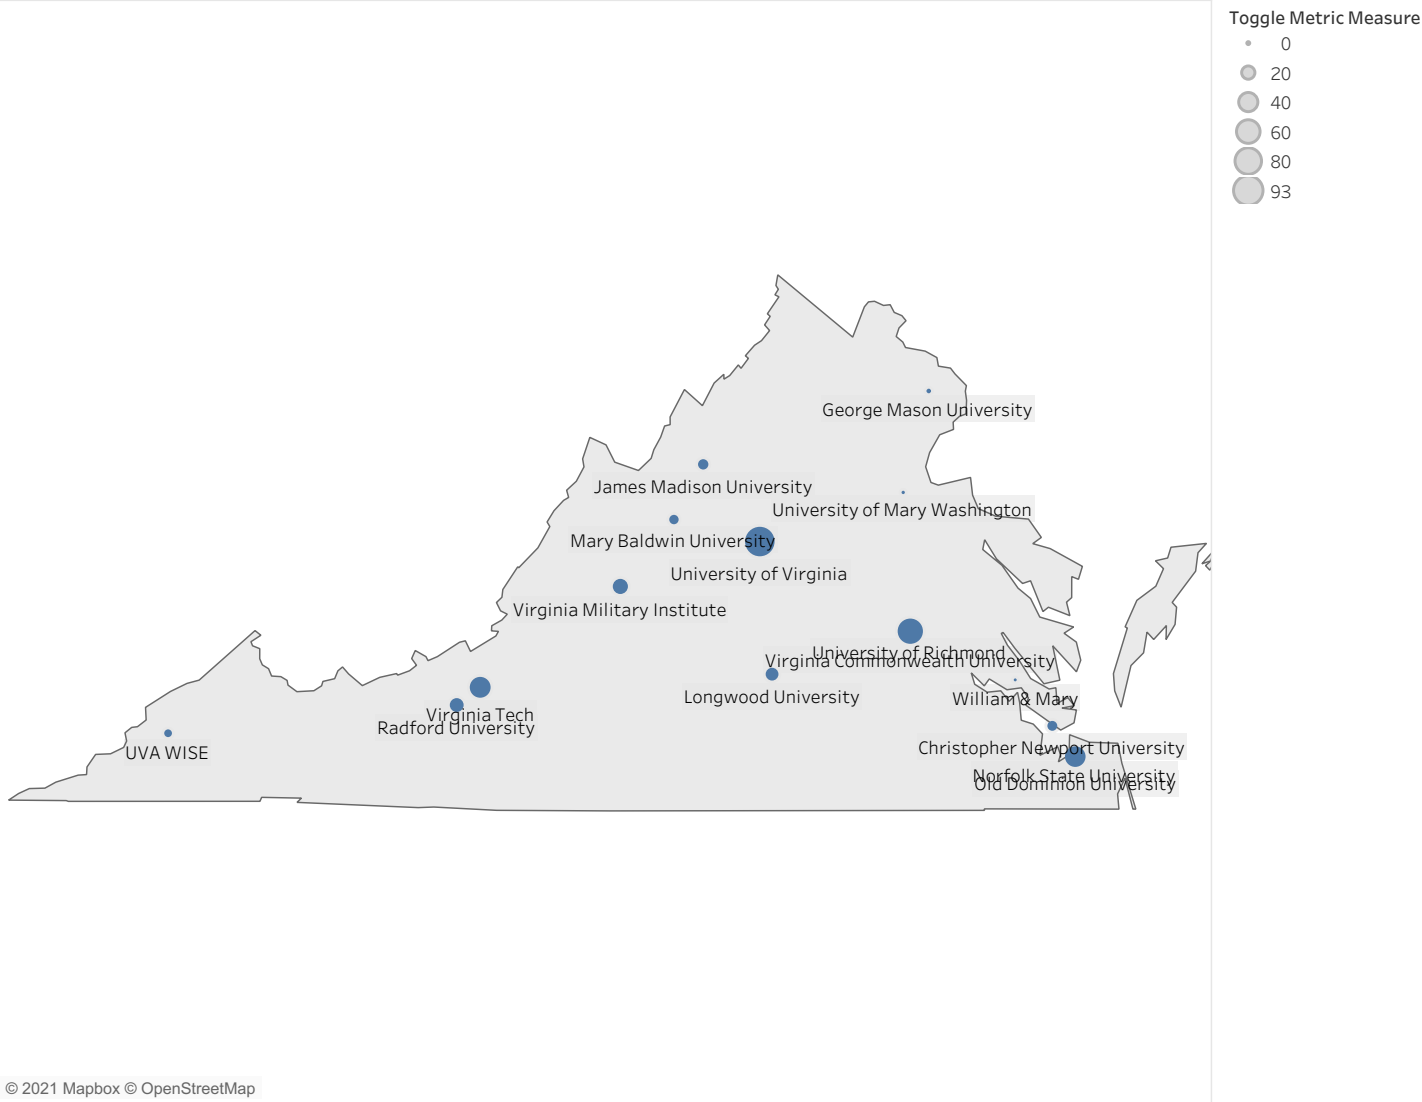 Toggle Metric Measure
0
20
40
60
80
93
George Mason University
James Madison University
University of Mary Washington
Mary Baldwin University
University of Virginia
Virginia Military Institute
University of Richmond
Virginia Commonwealth University
Longwood University
William & Mary
Virginia Tech
Radford University
UVA WISE
Christopher Newport University
Norfolk State University
Old Dominion University
© 2021 Mapbox © OpenStreetMap